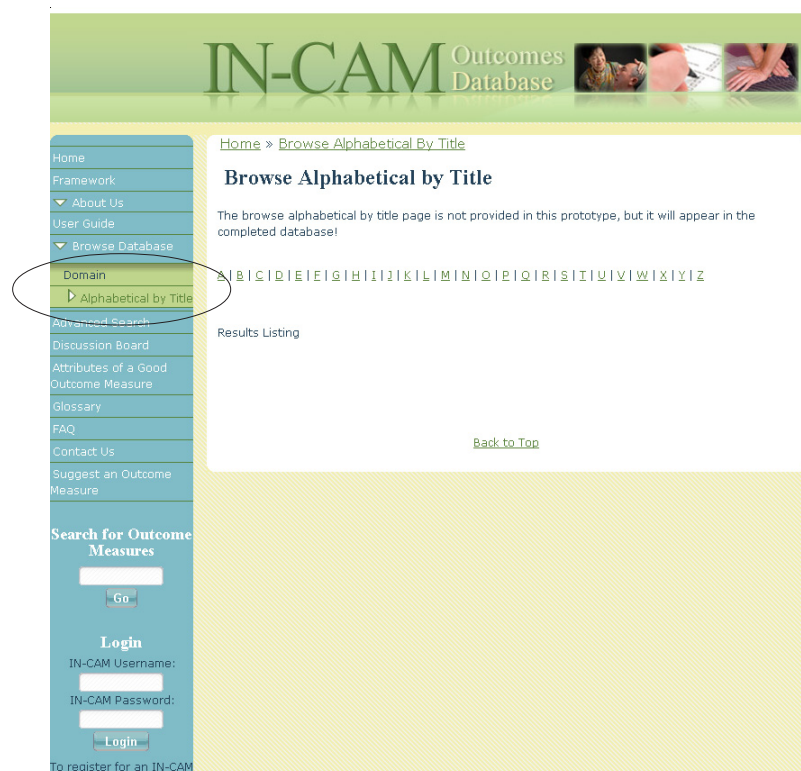 IN-CAM Outcomes
Database
Home » Browse Alphabetical By Title
Browse Alphabetical by Title
The browse alphabetical by title page is not provided in this prototype, but it will appear in the
completed database!
A | B | C | D | E | F | G | H | I | J | K | L | M | N | O | P | Q | R | S | T | U | V | W | X | Y | Z
Results Listing
Back to Top
Home
Framework
About Us
User Guide
Browse Database
Domain
Alphabetical by Title
Advanced Search
Discussion Board
Attributes of a Good
Outcome Measure
Glossary
FAQ
Contact Us
Suggest an Outcome
Measure
Search for Outcome
Measures
Go
Login
IN-CAM Username:
IN-CAM Password:
Login
To register for an IN-CAM